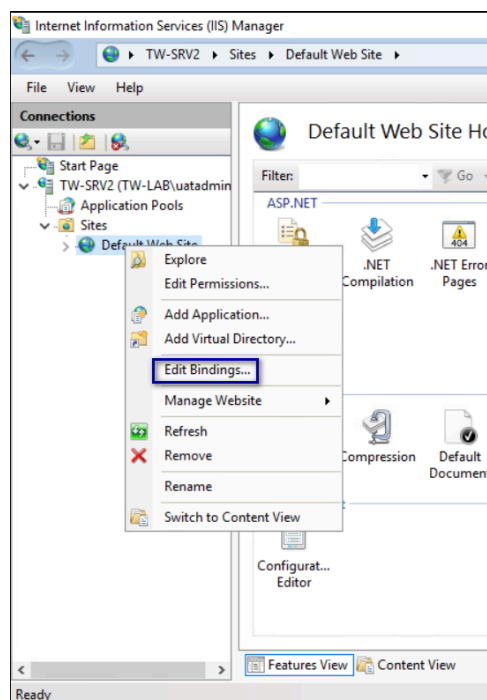 Internet Information Services (IIS) Manager
TW-SRV2 Sites Default Web Site
File View Help
Connections
Start Page
TW-SRV2 (TW-LAB\uatadmin
Application Pools
Sites
Default Web Site
Default Web Site Ho
Filter: Go
ASP.NET
.NET Compilation
.NET Error Pages
404
Explore
Edit Permissions...
Add Application...
Add Virtual Directory...
Edit Bindings...
Manage Website
Refresh
Remove
Rename
Switch to Content View
Compression
Default
Documen
Configurat...
Editor
Features View Content View
Ready